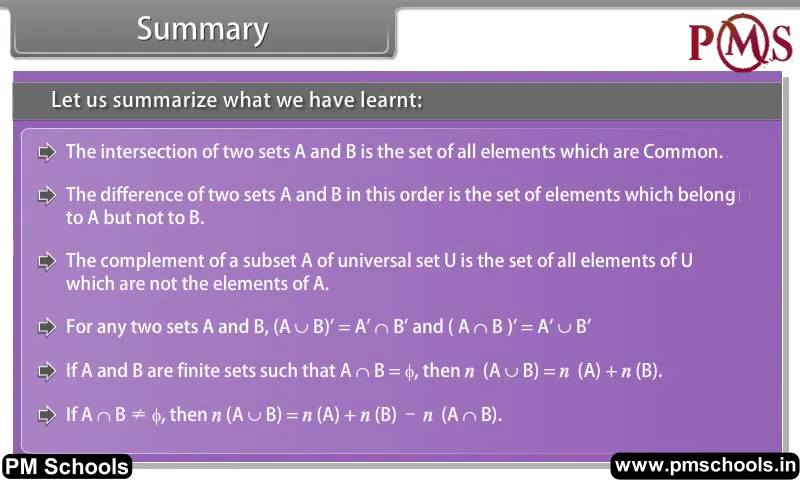 Summary
PMS
Let us summarize what we have learnt:
The intersection of two sets A and B is the set of all elements which are Common.
The difference of two sets A and B in this order is the set of elements which belong
to A but not to B.
The complement of a subset A of universal set U is the set of all elements of U
which are not the elements of A.
For any two sets A and B, (A ∪ B)′ = A′ ∩ B′ and ( A ∩ B )′ = A′ ∪ B′
If A and B are finite sets such that A ∩ B = ϕ, then n (A ∪ B) = n (A) + n (B).
If A ∩ B ≠ ϕ, then n (A ∪ B) = n (A) + n (B) − n (A ∩ B).
PM Schools
www.pmschools.in